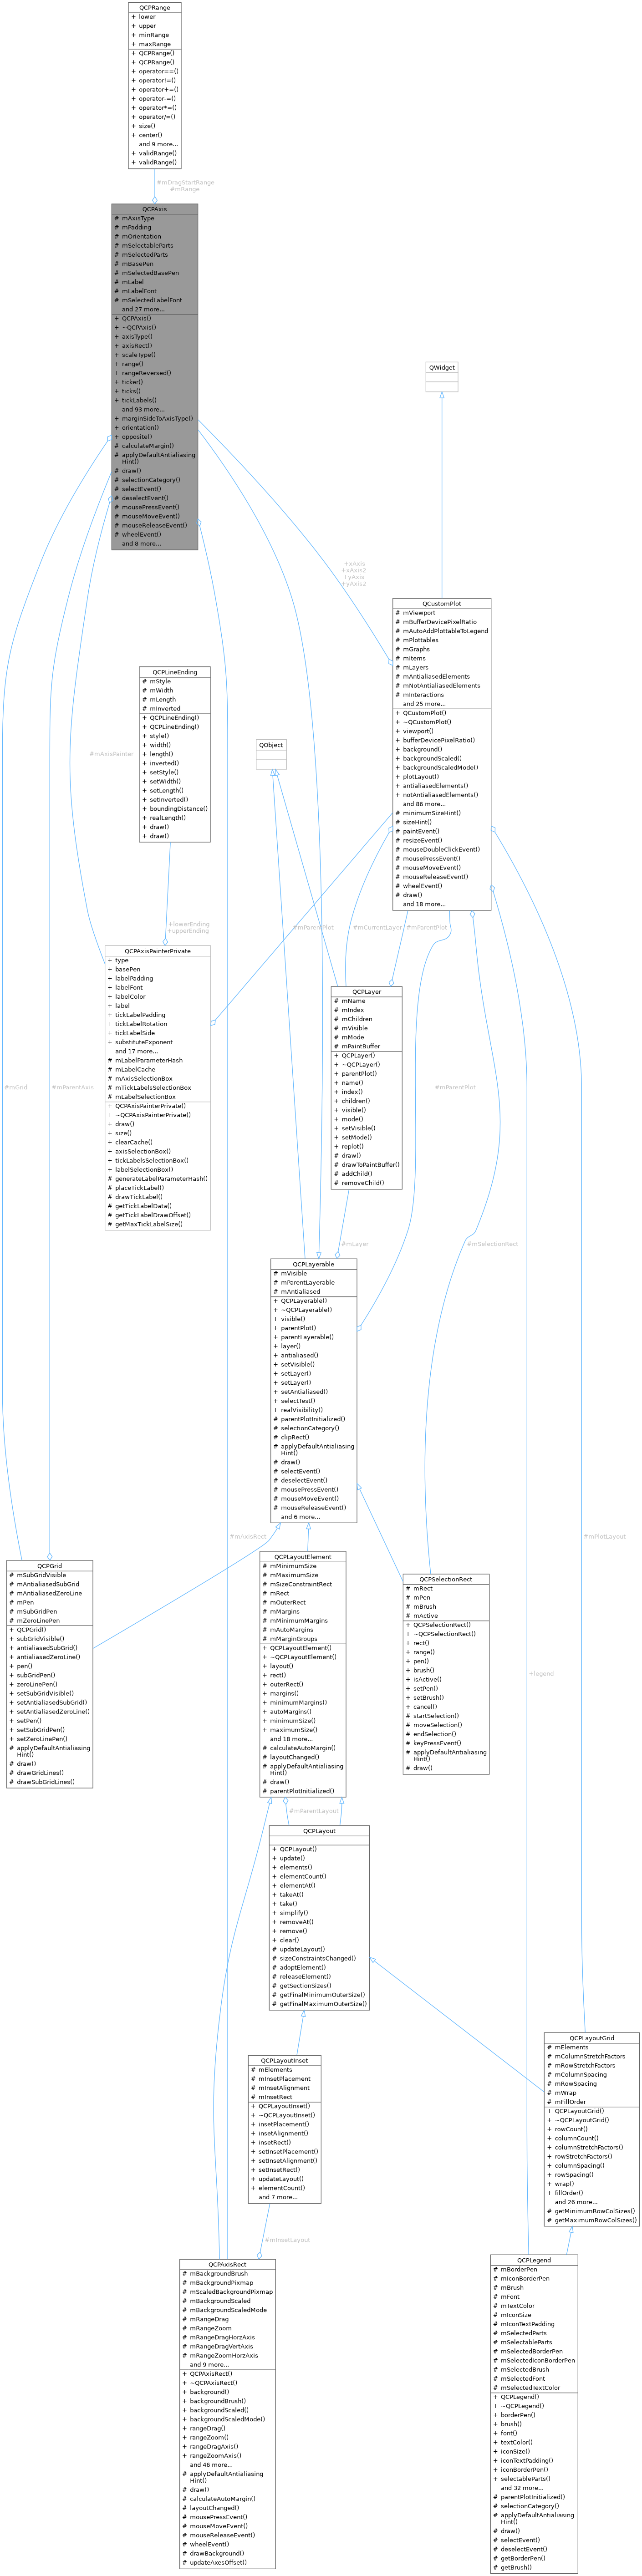 QCPRange
+ lower
+ upper
+ minRange
+ maxRange
+ QCPRange()
+ QCPRange()
+ operator==()
+ operator!=()
+ operator+=()
+ operator-=()
+ operator*=()
+ operator/=()
+ size()
+ center()
and 9 more...
+ validRange()
+ validRange()
#mDragStartRange
#mRange
QCPAxis
# mAxisType
# mPadding
# mOrientation
# mSelectableParts
# mSelectedParts
# mBasePen
# mSelectedBasePen
# mLabel
# mLabelFont
# mSelectedLabelFont
and 27 more...
+ QCPAxis()
+ ~QCPAxis()
+ axisType()
+ axisRect()
+ scaleType()
+ range()
+ rangeReversed()
+ ticker()
+ ticks()
+ tickLabels()
and 93 more...
+ marginSideToAxisType()
+ orientation()
+ opposite()
# calculateMargin()
# applyDefaultAntialiasing
Hint()
# draw()
# selectionCategory()
# selectEvent()
# deselectEvent()
# mousePressEvent()
# mouseMoveEvent()
# mouseReleaseEvent()
# wheelEvent()
and 8 more...
QWidget
+xAxis
+xAxis2
+yAxis
+yAxis2
QCustomPlot
# mViewport
# mBufferDevicePixelRatio
# mAutoAddPlottableToLegend
# mPlottables
# mGraphs
# mItems
# mLayers
# mAntialiasedElements
# mNotAntialiasedElements
# mInteractions
and 25 more...
+ QCustomPlot()
+ ~QCustomPlot()
+ viewport()
+ bufferDevicePixelRatio()
+ background()
+ backgroundScaled()
+ backgroundScaledMode()
+ plotLayout()
+ antialiasedElements()
+ notAntialiasedElements()
and 86 more...
# minimumSizeHint()
# sizeHint()
# paintEvent()
# resizeEvent()
# mouseDoubleClickEvent()
# mousePressEvent()
# mouseMoveEvent()
# mouseReleaseEvent()
# wheelEvent()
# draw()
and 18 more...
QCPLineEnding
# mStyle
# mWidth
# mLength
# mInverted
+ QCPLineEnding()
+ QCPLineEnding()
+ style()
+ width()
+ length()
+ inverted()
+ setStyle()
+ setWidth()
+ setLength()
+ setInverted()
+ boundingDistance()
+ realLength()
+ draw()
+ draw()
QObject
#mAxisPainter
+lowerEnding
+upperEnding
#mParentPlot
#mCurrentLayer
#mParentPlot
QCPAxisPainterPrivate
+ type
+ basePen
+ labelPadding
+ labelFont
+ labelColor
+ label
+ tickLabelPadding
+ tickLabelRotation
+ tickLabelSide
+ substituteExponent
and 17 more...
# mLabelParameterHash
# mLabelCache
# mAxisSelectionBox
# mTickLabelsSelectionBox
# mLabelSelectionBox
+ QCPAxisPainterPrivate()
+ ~QCPAxisPainterPrivate()
+ draw()
+ size()
+ clearCache()
+ axisSelectionBox()
+ tickLabelsSelectionBox()
+ labelSelectionBox()
# generateLabelParameterHash()
# placeTickLabel()
# drawTickLabel()
# getTickLabelData()
# getTickLabelDrawOffset()
# getMaxTickLabelSize()
QCPLayer
# mName
# mIndex
# mChildren
# mVisible
# mMode
# mPaintBuffer
+ QCPLayer()
+ ~QCPLayer()
+ parentPlot()
+ name()
+ index()
+ children()
+ visible()
+ mode()
+ setVisible()
+ setMode()
+ replot()
# draw()
# drawToPaintBuffer()
# addChild()
# removeChild()
#mGrid
#mParentAxis
#mParentPlot
#mLayer
#mSelectionRect
QCPLayerable
# mVisible
# mParentLayerable
# mAntialiased
+ QCPLayerable()
+ ~QCPLayerable()
+ visible()
+ parentPlot()
+ parentLayerable()
+ layer()
+ antialiased()
+ setVisible()
+ setLayer()
+ setLayer()
+ setAntialiased()
+ selectTest()
+ realVisibility()
# parentPlotInitialized()
# selectionCategory()
# clipRect()
# applyDefaultAntialiasing
Hint()
# draw()
# selectEvent()
# deselectEvent()
# mousePressEvent()
# mouseMoveEvent()
# mouseReleaseEvent()
and 6 more...
#mAxisRect
#mPlotLayout
QCPGrid
# mSubGridVisible
# mAntialiasedSubGrid
# mAntialiasedZeroLine
# mPen
# mSubGridPen
# mZeroLinePen
+ QCPGrid()
+ subGridVisible()
+ antialiasedSubGrid()
+ antialiasedZeroLine()
+ pen()
+ subGridPen()
+ zeroLinePen()
+ setSubGridVisible()
+ setAntialiasedSubGrid()
+ setAntialiasedZeroLine()
+ setPen()
+ setSubGridPen()
+ setZeroLinePen()
# applyDefaultAntialiasing
Hint()
# draw()
# drawGridLines()
# drawSubGridLines()
QCPLayoutElement
# mMinimumSize
# mMaximumSize
# mSizeConstraintRect
# mRect
# mOuterRect
# mMargins
# mMinimumMargins
# mAutoMargins
# mMarginGroups
+ QCPLayoutElement()
+ ~QCPLayoutElement()
+ layout()
+ rect()
+ outerRect()
+ margins()
+ minimumMargins()
+ autoMargins()
+ minimumSize()
+ maximumSize()
and 18 more...
# calculateAutoMargin()
# layoutChanged()
# applyDefaultAntialiasing
Hint()
# draw()
# parentPlotInitialized()
QCPSelectionRect
# mRect
# mPen
# mBrush
# mActive
+ QCPSelectionRect()
+ ~QCPSelectionRect()
+ rect()
+ range()
+ pen()
+ brush()
+ isActive()
+ setPen()
+ setBrush()
+ cancel()
# startSelection()
# moveSelection()
# endSelection()
# keyPressEvent()
# applyDefaultAntialiasing
Hint()
# draw()
+legend
#mParentLayout
QCPLayout
+ QCPLayout()
+ update()
+ elements()
+ elementCount()
+ elementAt()
+ takeAt()
+ take()
+ simplify()
+ removeAt()
+ remove()
+ clear()
# updateLayout()
# sizeConstraintsChanged()
# adoptElement()
# releaseElement()
# getSectionSizes()
# getFinalMinimumOuterSize()
# getFinalMaximumOuterSize()
QCPLayoutInset
# mElements
# mInsetPlacement
# mInsetAlignment
# mInsetRect
+ QCPLayoutInset()
+ ~QCPLayoutInset()
+ insetPlacement()
+ insetAlignment()
+ insetRect()
+ setInsetPlacement()
+ setInsetAlignment()
+ setInsetRect()
+ updateLayout()
+ elementCount()
and 7 more...
QCPLayoutGrid
# mElements
# mColumnStretchFactors
# mRowStretchFactors
# mColumnSpacing
# mRowSpacing
# mWrap
# mFillOrder
+ QCPLayoutGrid()
+ ~QCPLayoutGrid()
+ rowCount()
+ columnCount()
+ columnStretchFactors()
+ rowStretchFactors()
+ columnSpacing()
+ rowSpacing()
+ wrap()
+ fillOrder()
and 26 more...
# getMinimumRowColSizes()
# getMaximumRowColSizes()
#mInsetLayout
QCPAxisRect
# mBackgroundBrush
# mBackgroundPixmap
# mScaledBackgroundPixmap
# mBackgroundScaled
# mBackgroundScaledMode
# mRangeDrag
# mRangeZoom
# mRangeDragHorzAxis
# mRangeDragVertAxis
# mRangeZoomHorzAxis
and 9 more...
+ QCPAxisRect()
+ ~QCPAxisRect()
+ background()
+ backgroundBrush()
+ backgroundScaled()
+ backgroundScaledMode()
+ rangeDrag()
+ rangeZoom()
+ rangeDragAxis()
+ rangeZoomAxis()
and 46 more...
# applyDefaultAntialiasing
Hint()
# draw()
# calculateAutoMargin()
# layoutChanged()
# mousePressEvent()
# mouseMoveEvent()
# mouseReleaseEvent()
# wheelEvent()
# drawBackground()
# updateAxesOffset()
QCPLegend
# mBorderPen
# mIconBorderPen
# mBrush
# mFont
# mTextColor
# mIconSize
# mIconTextPadding
# mSelectedParts
# mSelectableParts
# mSelectedBorderPen
# mSelectedIconBorderPen
# mSelectedBrush
# mSelectedFont
# mSelectedTextColor
+ QCPLegend()
+ ~QCPLegend()
+ borderPen()
+ brush()
+ font()
+ textColor()
+ iconSize()
+ iconTextPadding()
+ iconBorderPen()
+ selectableParts()
and 32 more...
# parentPlotInitialized()
# selectionCategory()
# applyDefaultAntialiasing
Hint()
# draw()
# selectEvent()
# deselectEvent()
# getBorderPen()
# getBrush()